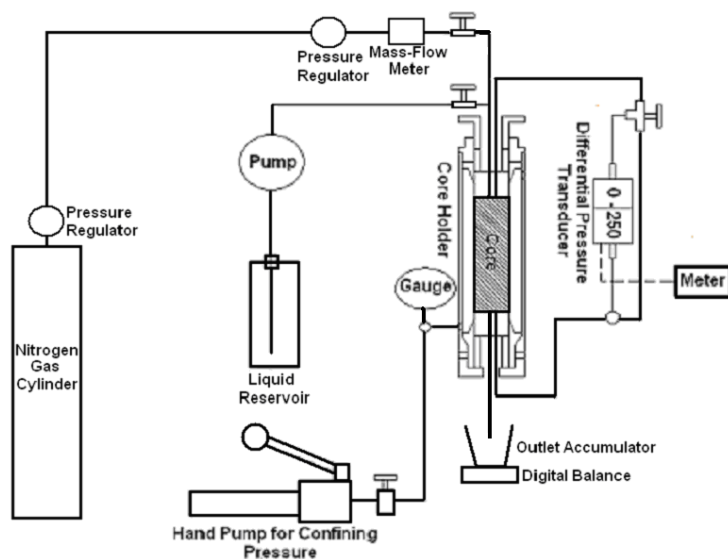 Pressure
Regulator
Mass-Flow
Meter
Pump
Pressure
Regulator
Core Holder
Core
Differential Pressure
Transducer
0 - 250
Meter
Gauge
Nitrogen
Gas
Cylinder
Liquid
Reservoir
Outlet Accumulator
Digital Balance
Hand Pump for Confining
Pressure